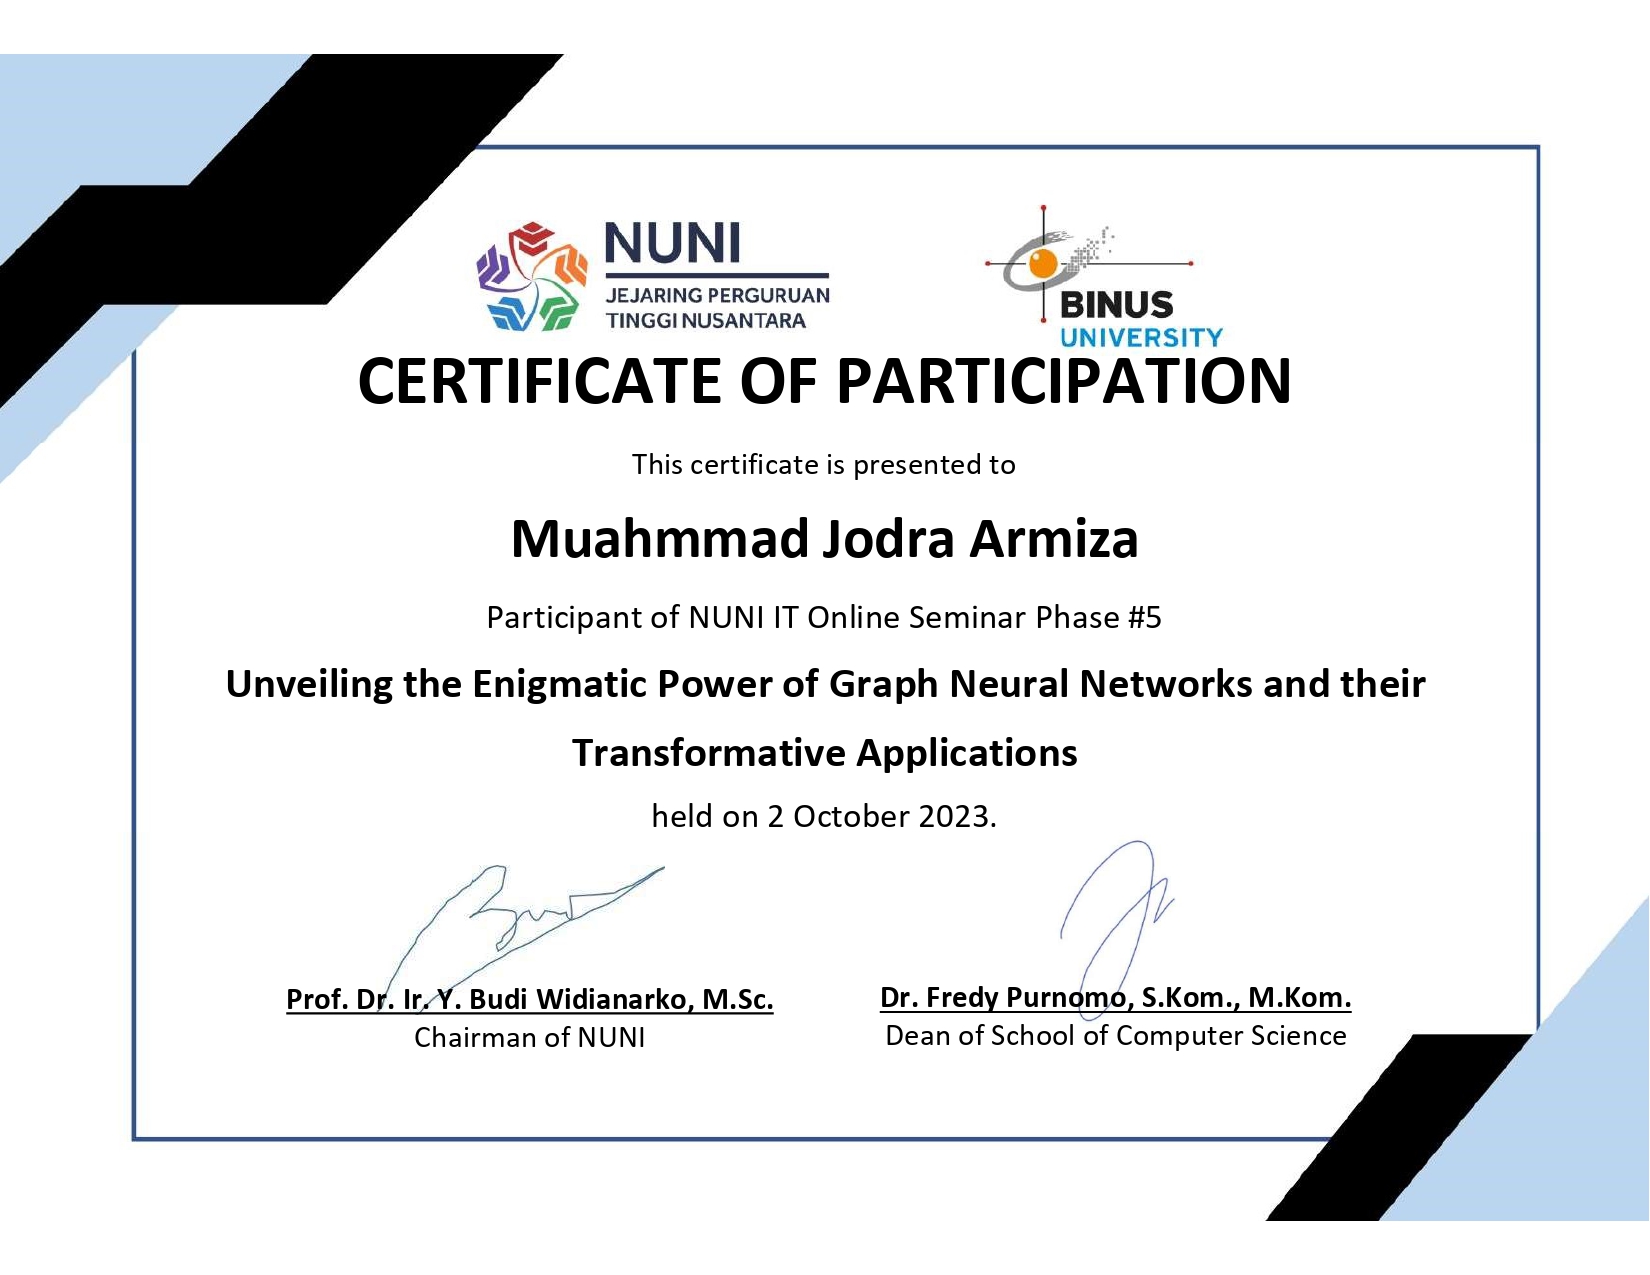 NUNI
JEJARING PERGURUAN
TINGGI NUSANTARA
BINUS
UNIVERSITY
CERTIFICATE OF PARTICIPATION
This certificate is presented to
Muahmmad Jodra Armiza
Participant of NUNI IT Online Seminar Phase #5
Unveiling the Enigmatic Power of Graph Neural Networks and their
Transformative Applications
held on 2 October 2023.
Prof. Dr. Ir. Y. Budi Widianarko, M.Sc.
Chairman of NUNI
Dr. Fredy Purnomo, S.Kom., M.Kom.
Dean of School of Computer Science